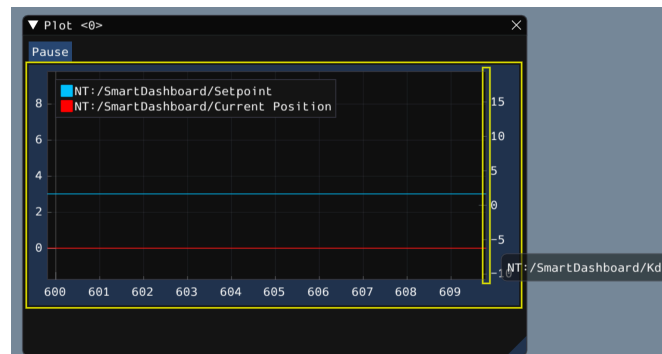 ▼ Plot <0>
Pause
NT:/SmartDashboard/Setpoint
NT:/SmartDashboard/Current Position
8
6
4
2
0
15
10
5
0
-5
-10
NT:/SmartDashboard/Kd
600 601 602 603 604 605 606 607 608 609